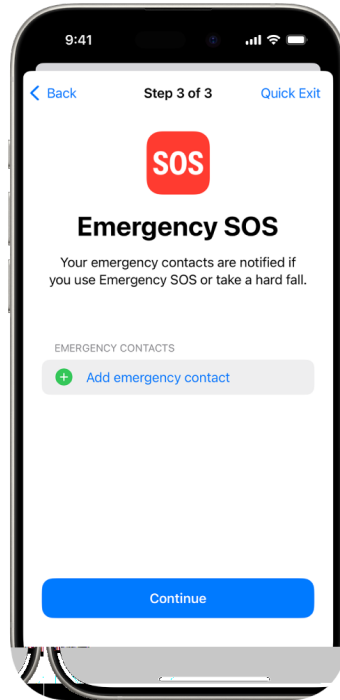 9:41
Back
Step 3 of 3
Quick Exit
SOS
Emergency SOS
Your emergency contacts are notified if
you use Emergency SOS or take a hard fall.
EMERGENCY CONTACTS
Add emergency contact
Continue